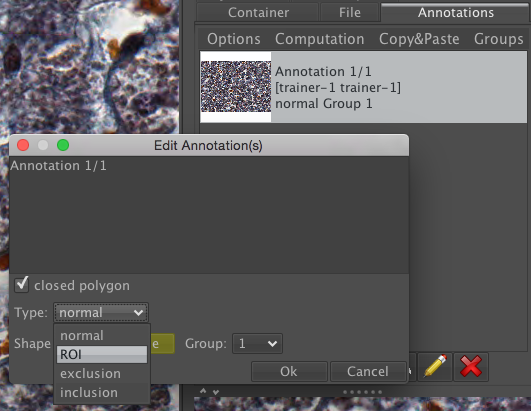 Container File Annotations
Options Computation Copy&Paste Groups
Annotation 1/1
[trainer-1 trainer-1]
normal Group 1
Edit Annotation(s)
Annotation 1/1
closed polygon
Type: normal
normal
ROI
exclusion
inclusion
Shape e Group: 1
Ok Cancel